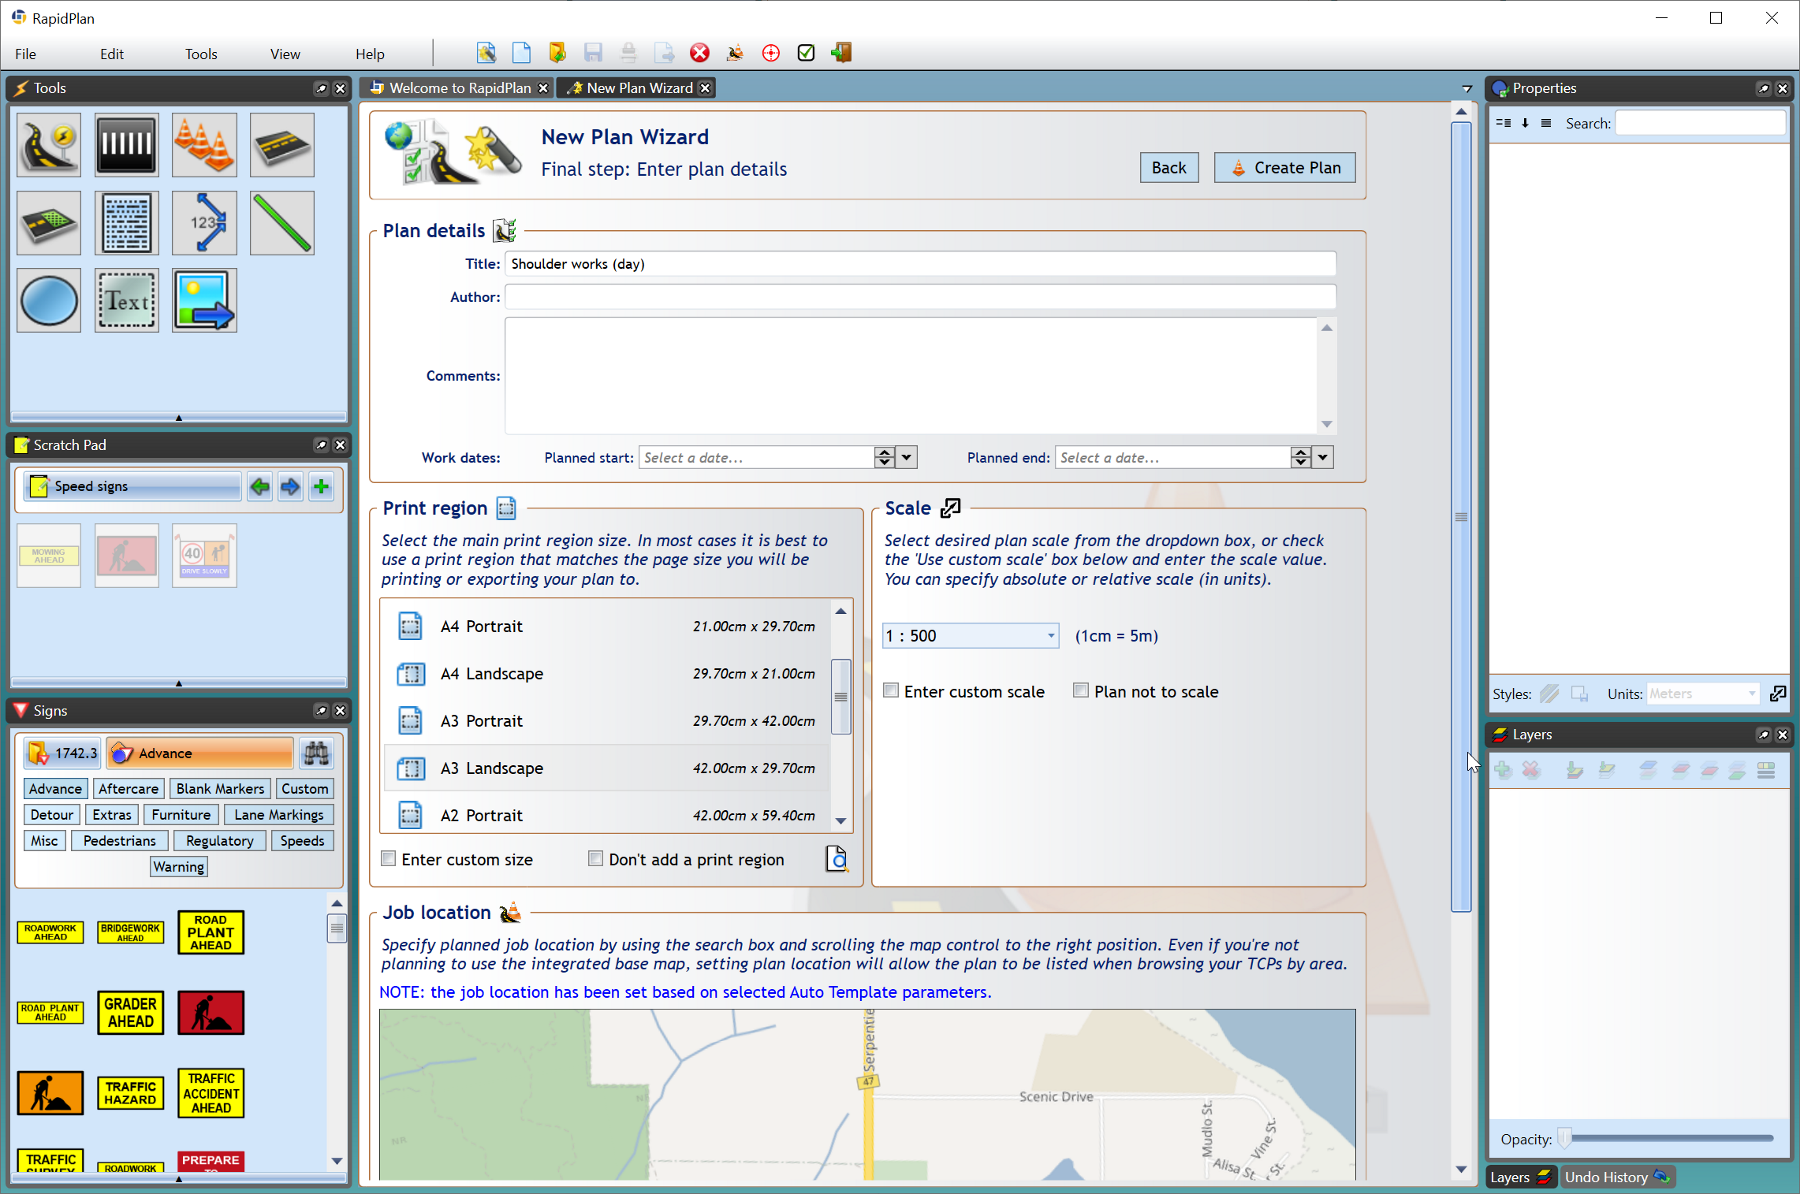 RapidPlan
File Edit Tools View Help
Tools
Welcome to RapidPlan
New Plan Wizard
Properties
Search:
New Plan Wizard
Final step: Enter plan details
Back
Create Plan
Plan details
Title: Shoulder works (day)
Author:
Comments:
Work dates: Planned start: Select a date... Planned end: Select a date...
123
Text
Scratch Pad
Speed signs
MOWING
AHEAD
40
DRIVE SLOWLY
Print region
Select the main print region size. In most cases it is best to
use a print region that matches the page size you will be
printing or exporting your plan to.
A4 Portrait 21.00cm x 29.70cm
A4 Landscape 29.70cm x 21.00cm
A3 Portrait 29.70cm x 42.00cm
A3 Landscape 42.00cm x 29.70cm
A2 Portrait 42.00cm x 59.40cm
Enter custom size
Don't add a print region
Scale
Select desired plan scale from the dropdown box, or check
the 'Use custom scale' box below and enter the scale value.
You can specify absolute or relative scale (in units).
1 : 500 (1cm = 5m)
Enter custom scale
Plan not to scale
Styles: Units: Meters
Signs
1742.3 Advance
Advance Aftercare Blank Markers Custom
Detour Extras Furniture Lane Markings
Misc Pedestrians Regulatory Speeds
Warning
ROADWORK
AHEAD
BRIDGEWORK
AHEAD
ROAD
PLANT
AHEAD
ROAD PLANT
AHEAD
GRADER
AHEAD
TRAFFIC
HAZARD
TRAFFIC
ACCIDENT
AHEAD
TRAFFIC
SURVEY
ROADWORK
PREPARE
TO
Job location
Specify planned job location by using the search box and scrolling the map control to the right position. Even if you're not
planning to use the integrated base map, setting plan location will allow the plan to be listed when browsing your TCPs by area.
NOTE: the job location has been set based on selected Auto Template parameters.
Serpentie
47
Scenic Drive
Mudlo St.
Vine St.
Alisa St.
St.
NR
Layers
Opacity:
Layers
Undo History